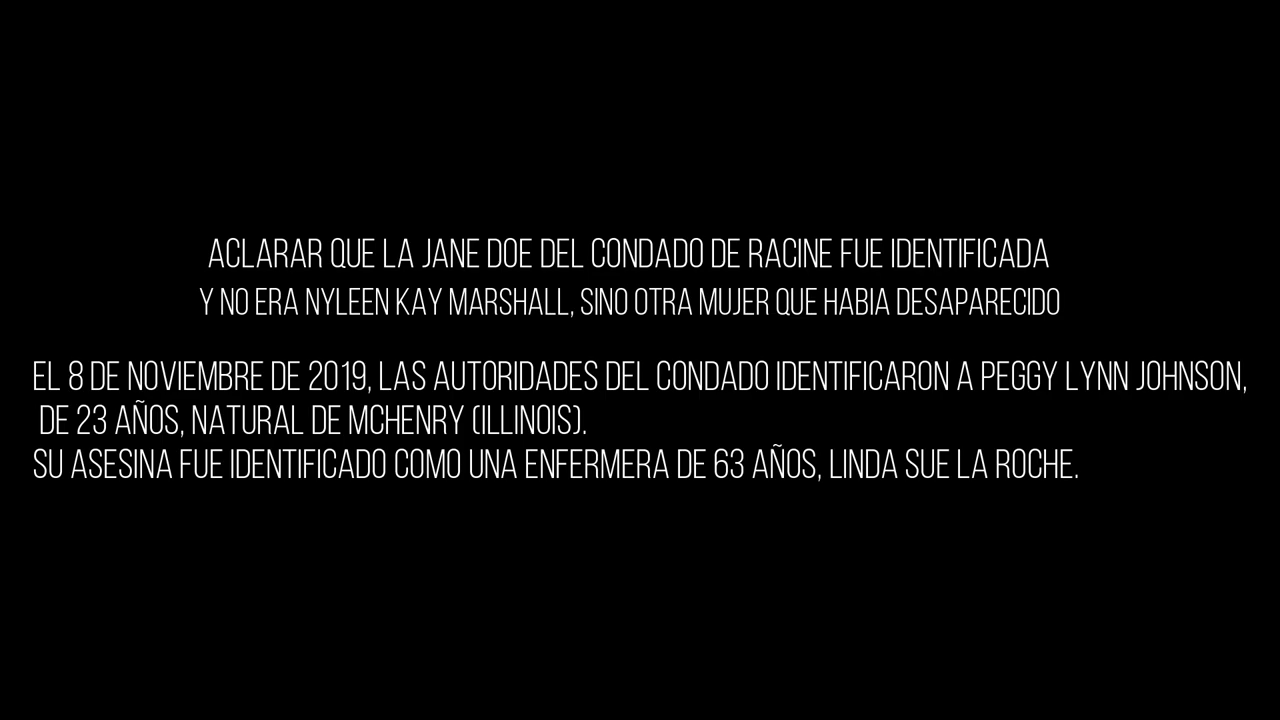 ACLARAR QUE LA JANE DOE DEL CONDADO DE RACINE FUE IDENTIFICADA
Y NO ERA NYLEEN KAY MARSHALL, SINO OTRA MUJER QUE HABIA DESAPARECIDO
EL 8 DE NOVIEMBRE DE 2019, LAS AUTORIDADES DEL CONDADO IDENTIFICARON A PEGGY LYNN JOHNSON,
DE 23 AÑOS, NATURAL DE MCHENRY (ILLINOIS).
SU ASESINA FUE IDENTIFICADO COMO UNA ENFERMERA DE 63 AÑOS, LINDA SUE LA ROCHE.